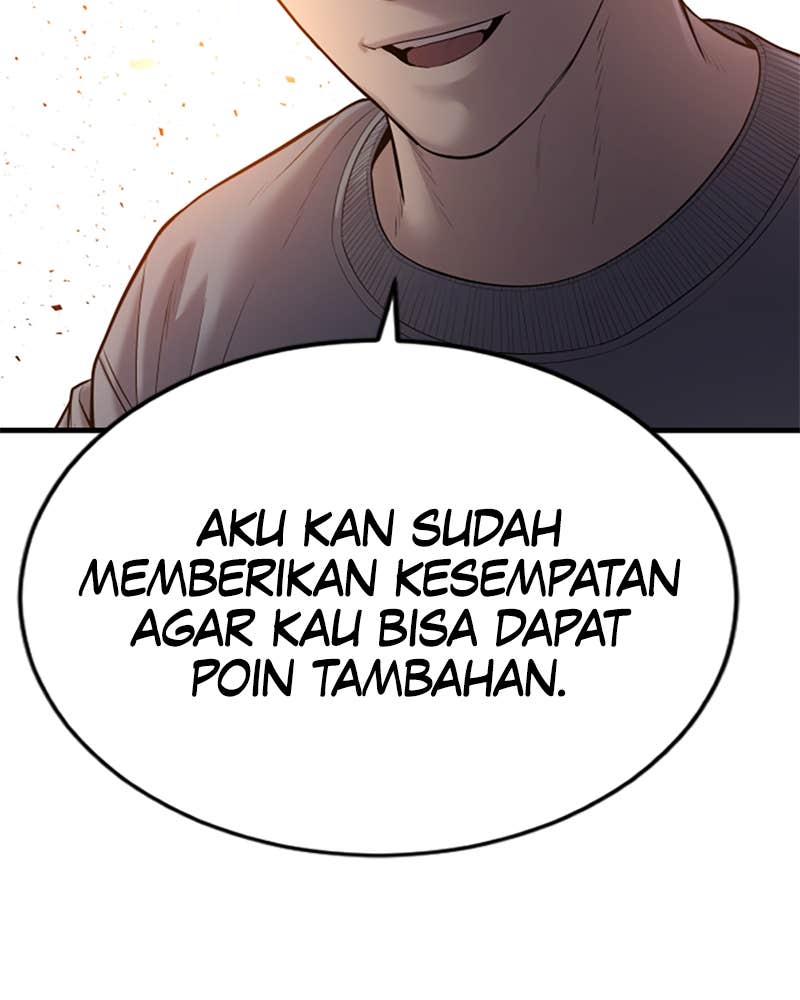 AKU KAN SUDAH
MEMBERIKAN KESEMPATAN
AGAR KAU BISA DAPAT
POIN TAMBAHAN.